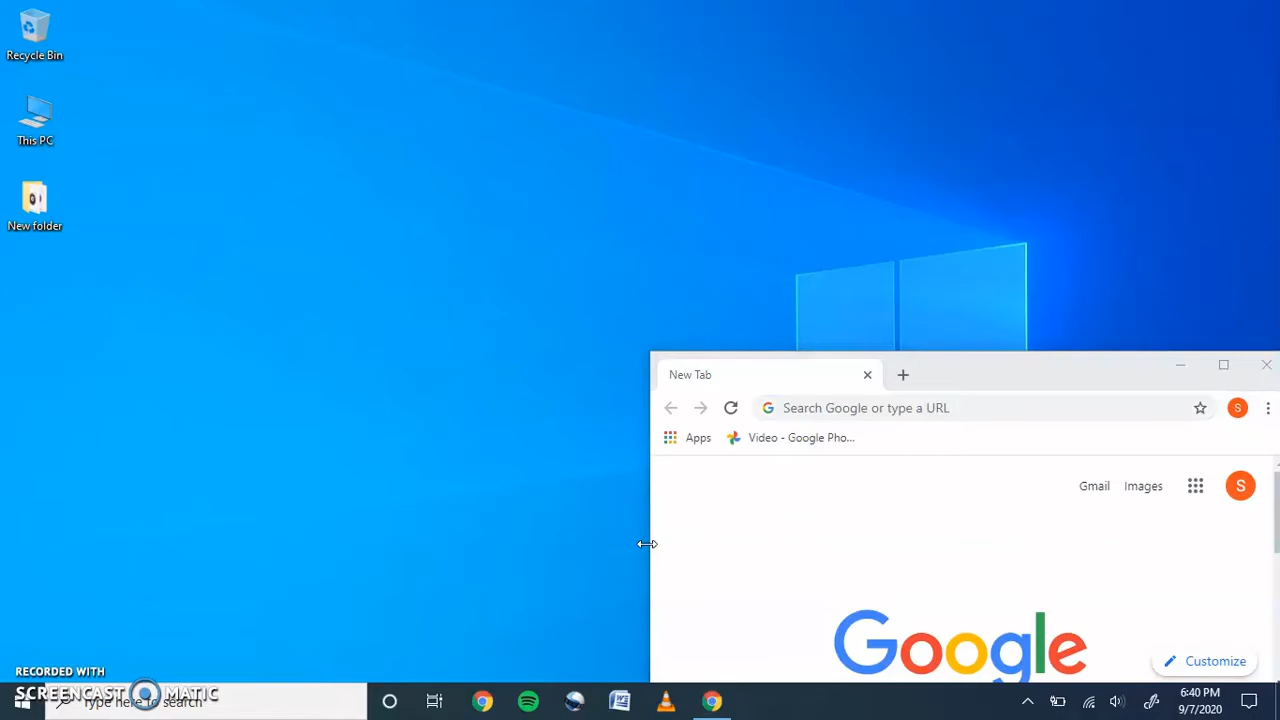 Recycle Bin
This PC
New folder
New Tab
Search Google or type a URL
S
Apps
Video - Google Pho...
Gmail
Images
S
Google
Customize
RECORDED WITH
SCREENCAST MATIC
Type here to search
6:40 PM
9/7/2020